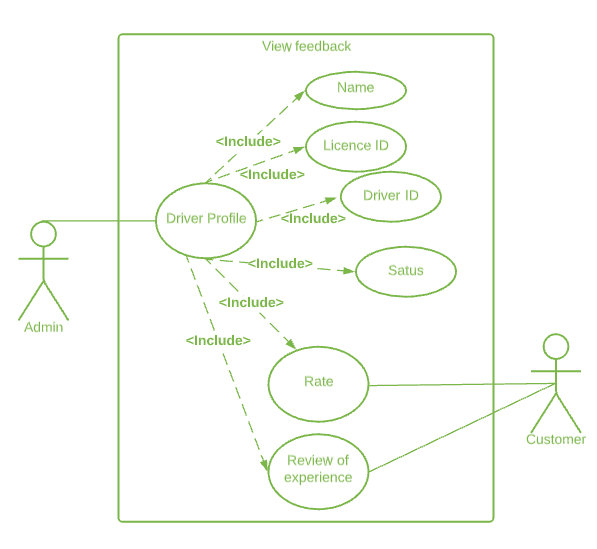 View feedback
Name
<Include>
Licence ID
<Include>
Driver ID
Driver Profile
<Include>
<Include>
Satus
<Include>
Admin
<Include>
Rate
Customer
Review of
experience